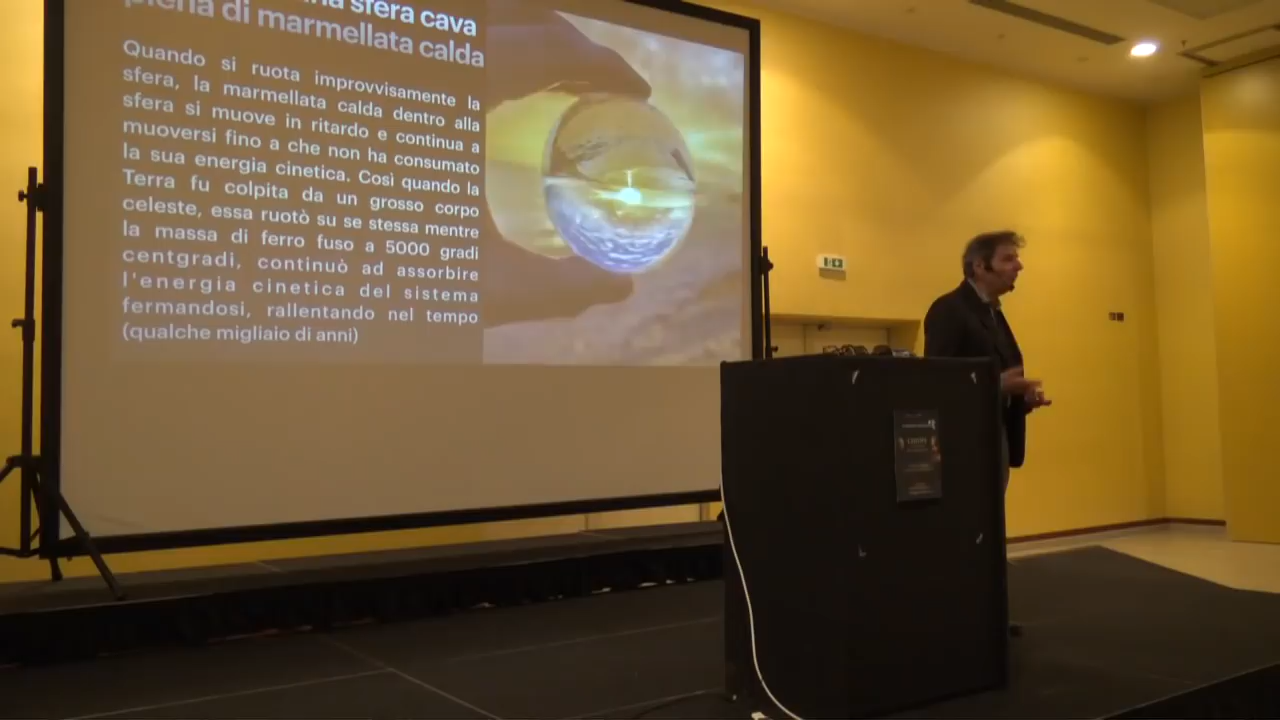 una sfera cava
piena di marmellata calda
Quando si ruota improvvisamente la
sfera, la marmellata calda dentro alla
sfera si muove in ritardo e continua a
muoversi fino a che non ha consumato
la sua energia cinetica. Così quando la
Terra fu colpita da un grosso corpo
celeste, essa ruotò su se stessa mentre
la massa di ferro fuso a 5000 gradi
centgradi, continuò ad assorbire
l'energia cinetica del sistema
fermandosi, rallentando nel tempo
(qualche migliaio di anni)